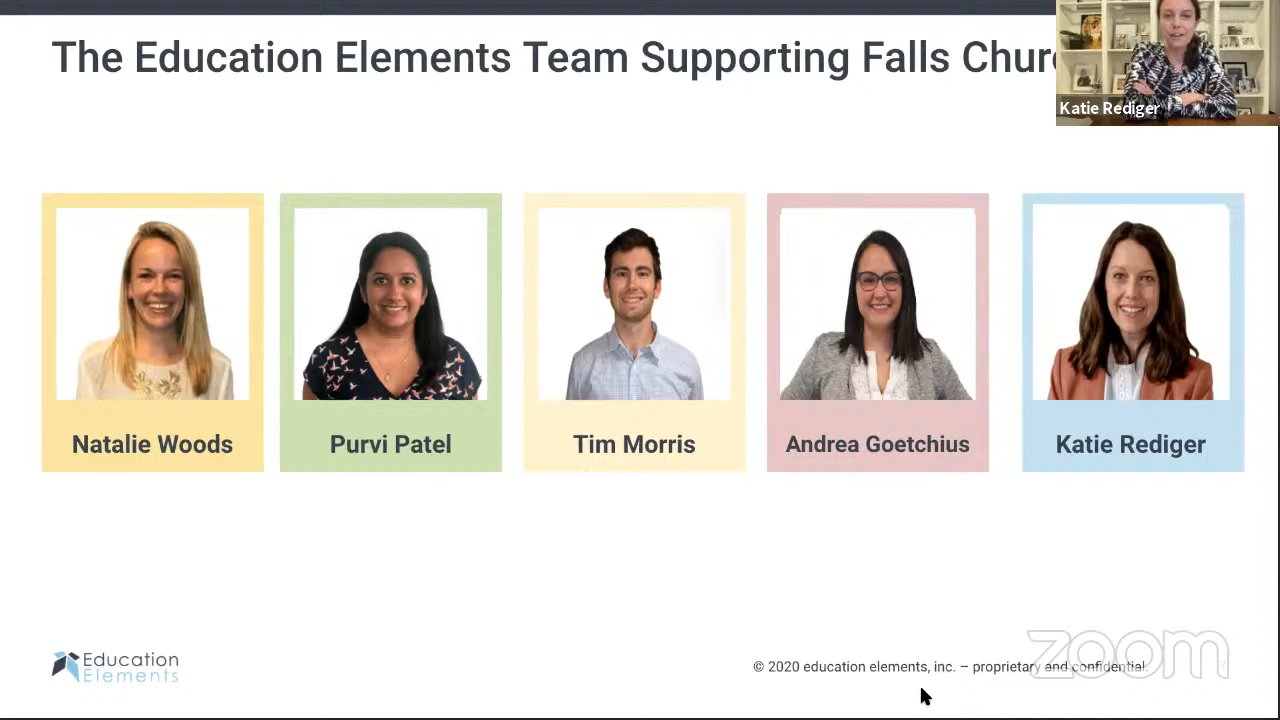 The Education Elements Team Supporting Falls Churc
Katie Rediger
Natalie Woods
Purvi Patel
Tim Morris
Andrea Goetchius
Katie Rediger
Education
Elements
© 2020 education elements, inc. – proprietary and confidential.
zoom